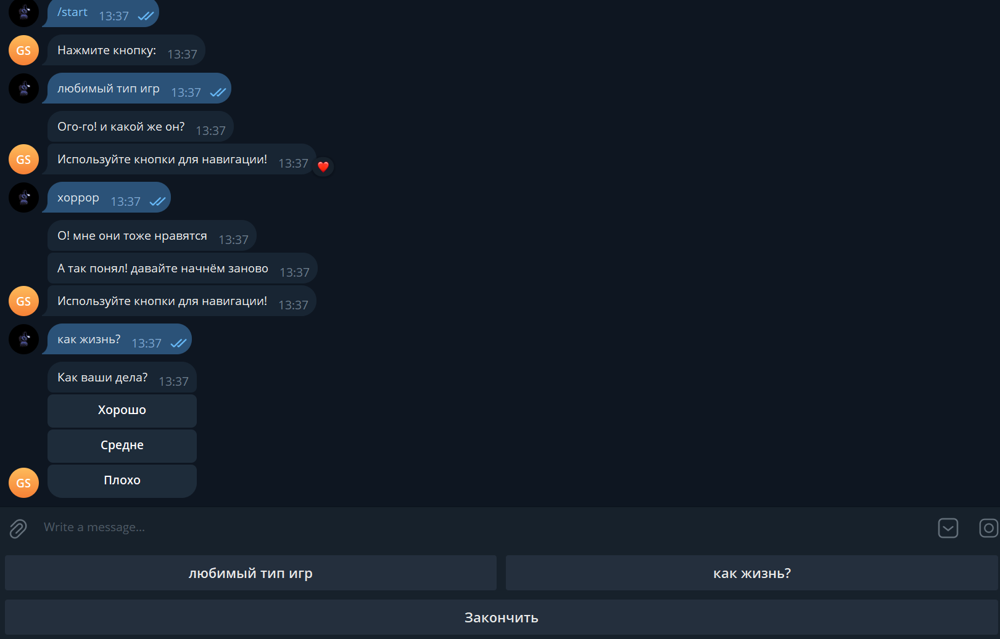 /start 13:37
GS
Нажмите кнопку: 13:37
любимый тип игр 13:37
Ого-го! и какой же он? 13:37
GS
Используйте кнопки для навигации! 13:37
хоррор 13:37
О! мне они тоже нравятся 13:37
А так понял! давайте начнём заново 13:37
GS
Используйте кнопки для навигации! 13:37
как жизнь? 13:37
Как ваши дела? 13:37
Хорошо
Средне
GS
Плохо
Write a message...
любимый тип игр
как жизнь?
Закончить